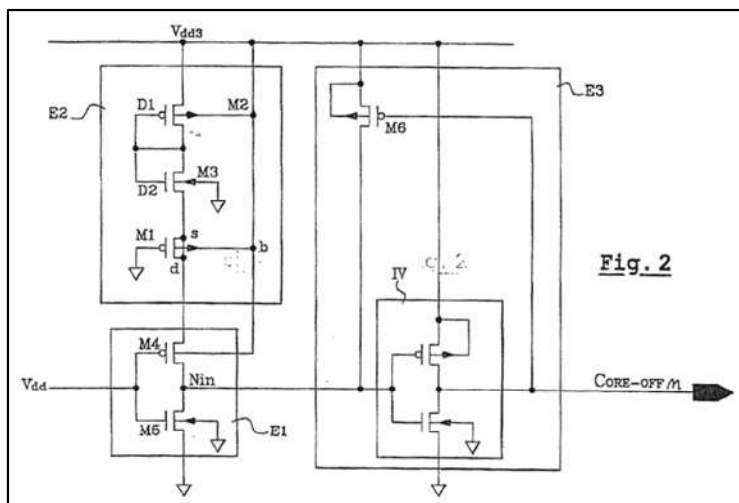 Vdd3
E2
D1
M2
E3
M6
M3
D2
M1
s
b
d
Fig. 2
IV
M4
Vdd
Nin
CORE-OFF n
M5
E1